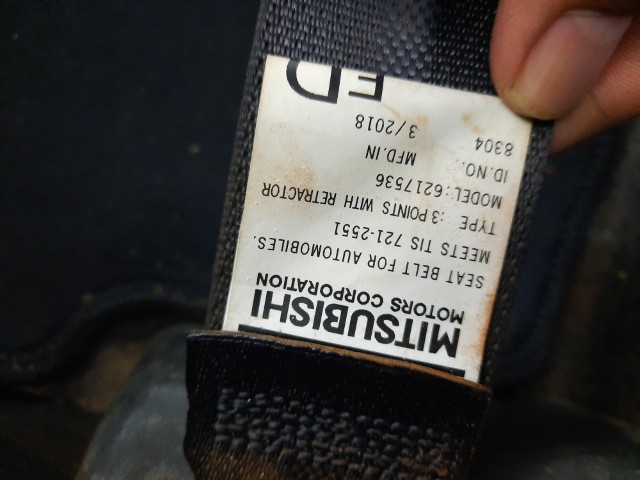 MITSUBISHI
MOTORS CORPORATION
SEAT BELT FOR AUTOMOBILES.
MEETS TIS 721-2551
TYPE :3 POINTS WITH RETRACTOR
MODEL:6217536
ID.NO. MFD.IN
8304 3/2018
ED